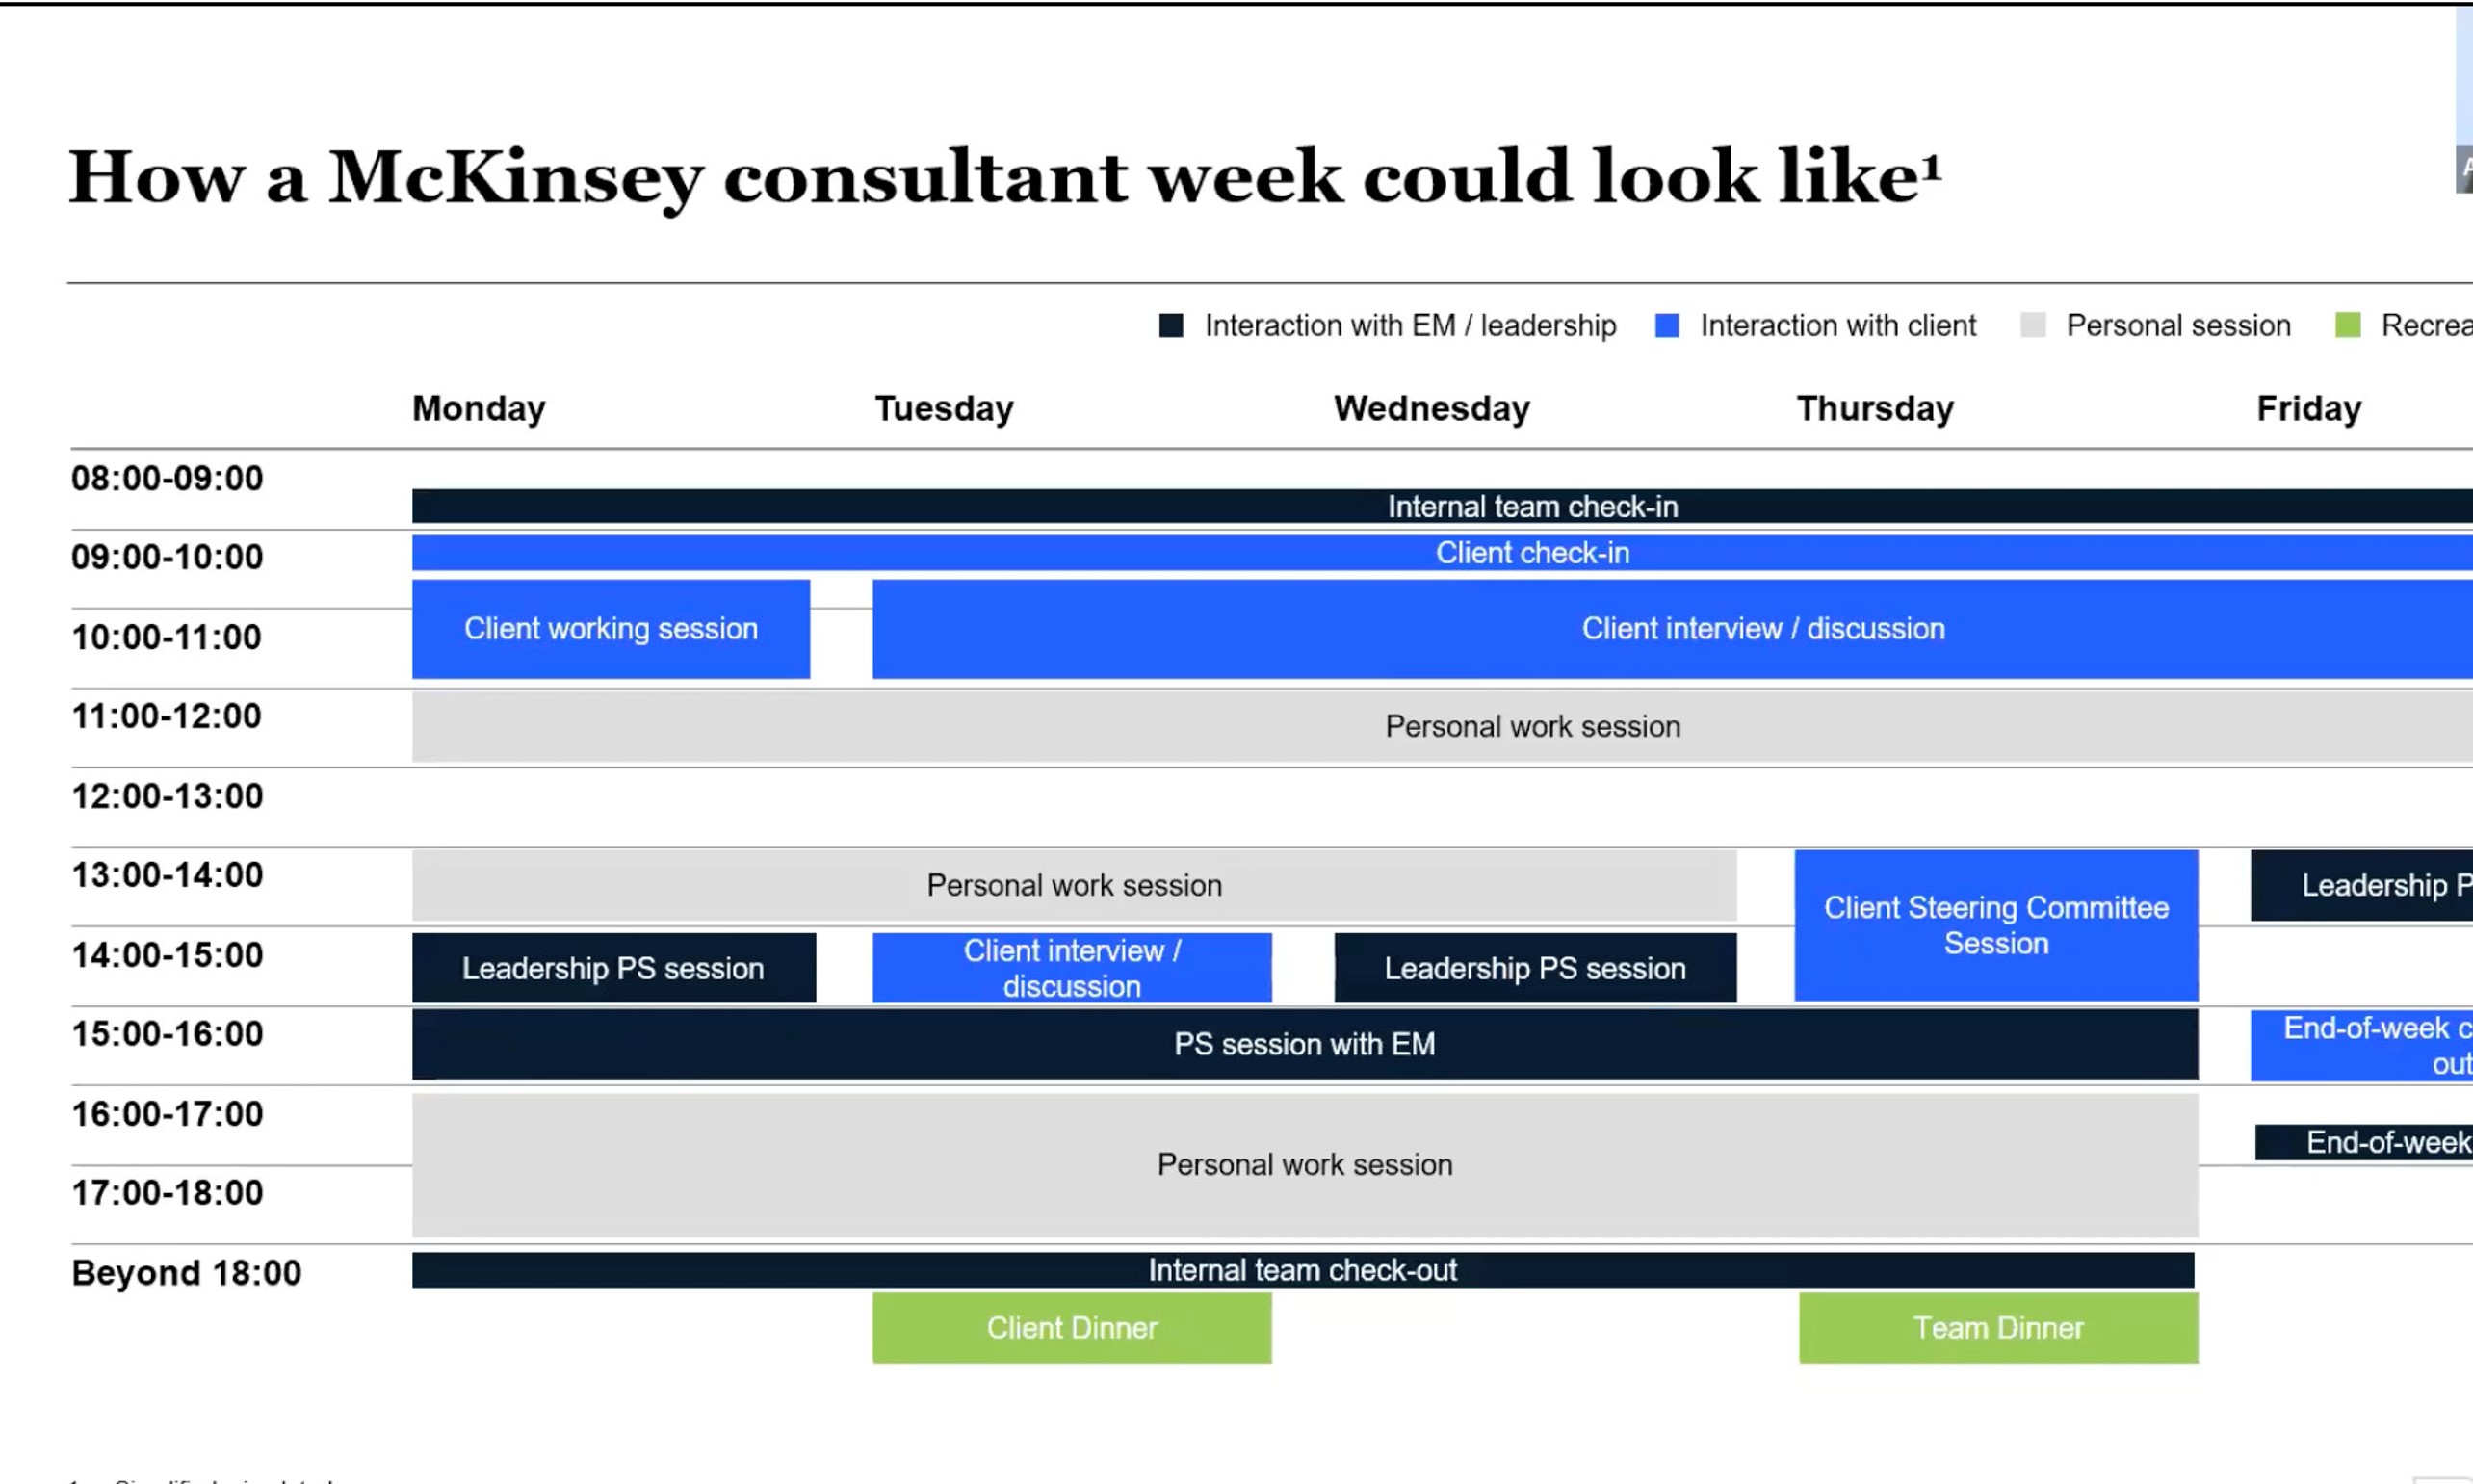 How a McKinsey consultant week could look like¹
Interaction with EM / leadership Interaction with client Personal session
Monday Tuesday Wednesday Thursday Friday
08:00-09:00
Internal team check-in
09:00-10:00
Client check-in
10:00-11:00
Client working session
Client interview / discussion
11:00-12:00
Personal work session
12:00-13:00
13:00-14:00
Personal work session
Client Steering Committee
Session
Leadership
14:00-15:00
Leadership PS session
Client interview /
discussion
Leadership PS session
15:00-16:00
PS session with EM
End-of-week
16:00-17:00
Personal work session
End-of-week
17:00-18:00
Beyond 18:00
Internal team check-out
Client Dinner
Team Dinner